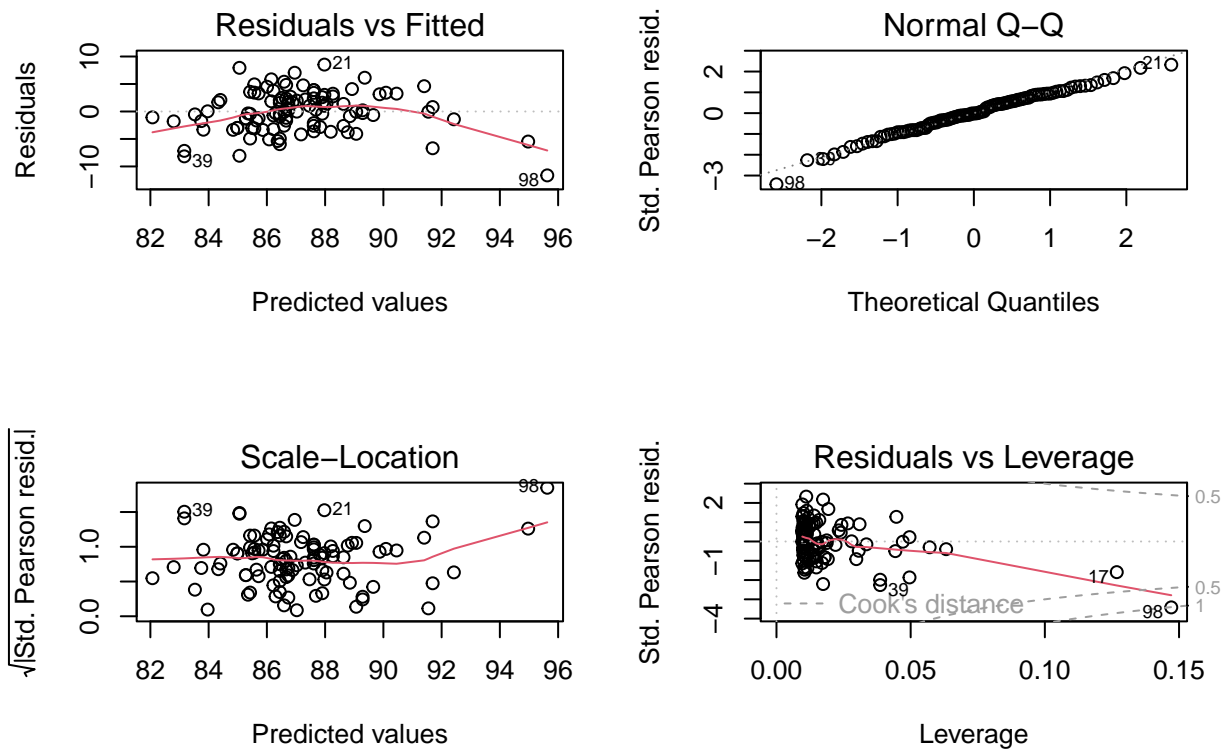 Residuals vs Fitted
Residuals
10
0
−10
21
39
98
82 84 86 88 90 92 94 96
Predicted values
Normal Q−Q
Std. Pearson resid.
2
0
−3
21
98
−2 −1 0 1 2
Theoretical Quantiles
Scale−Location
√|Std. Pearson resid.|
1.0
0.0
98
39
21
82 84 86 88 90 92 94 96
Predicted values
Residuals vs Leverage
Std. Pearson resid.
2
−1
−4
0.5
17
39
0.5
Cook's distance
98
1
0.00 0.05 0.10 0.15
Leverage